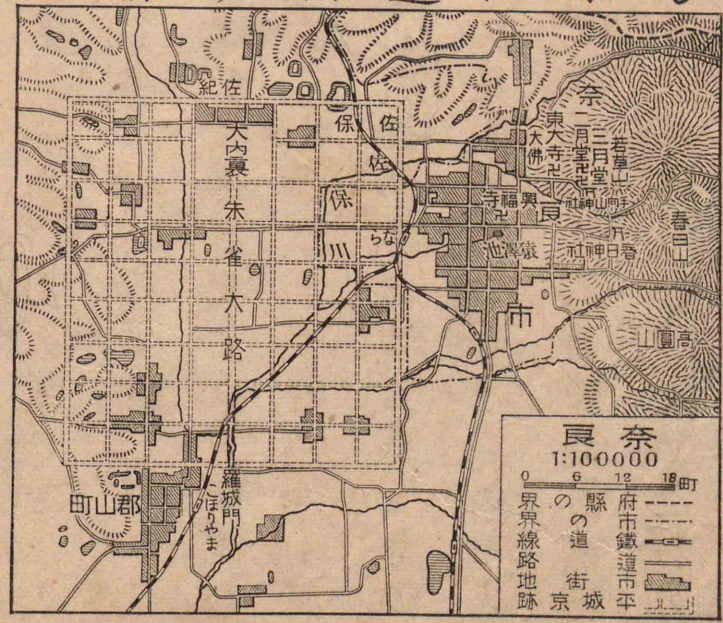 佐紀
佐保
大内裏
朱雀大路
佐保川
奈良市
東大寺
大佛
二月堂
三月堂
若草山
手向山神社
興福寺
猿澤池
春日神社
春日山
高圓山
なら
羅城門
こほりやま
郡山町
奈良
1:100000
0 6 12 18町
府縣の界
市の界
鐵道線
道路
市街地
平城京跡